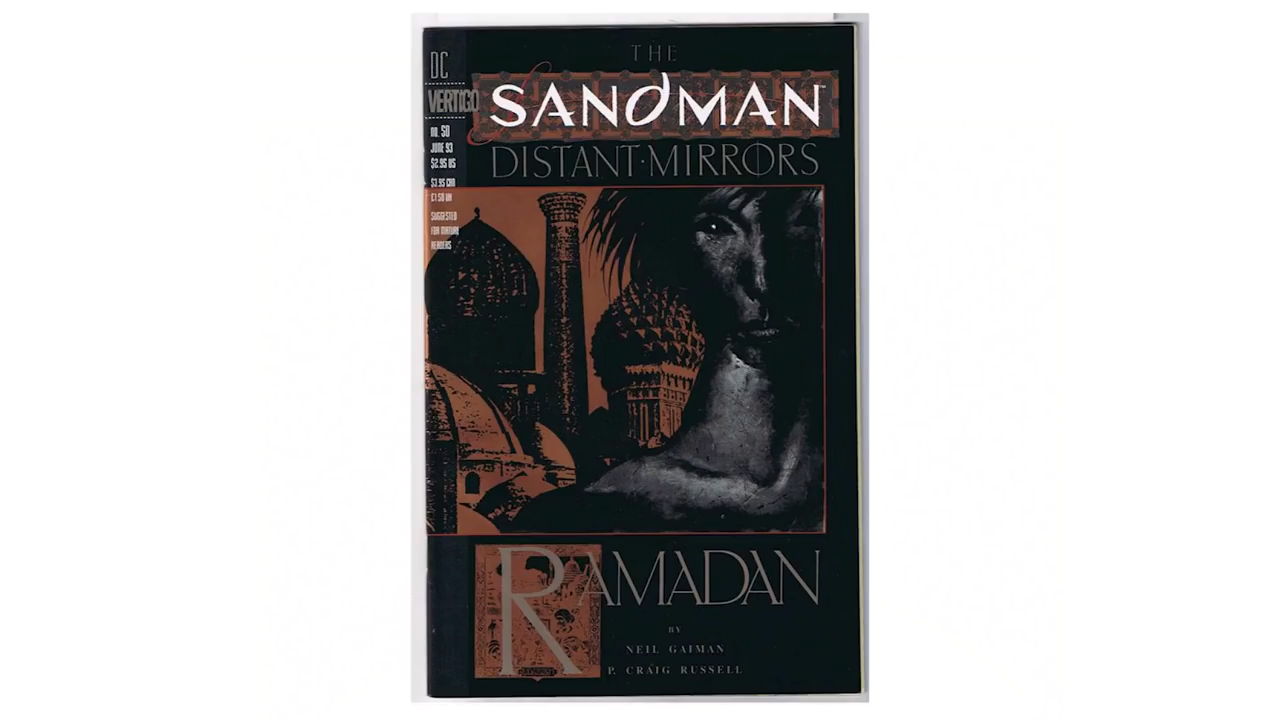 THE
SANDMAN™
DISTANT·MIRRORS
DC
VERTIGO
NO. 50
JUNE 93
$2.95 US
$3.95 CAN
£1.50 UK
SUGGESTED
FOR MATURE
READERS
RAMADAN
BY
NEIL GAIMAN
P. CRAIG RUSSELL